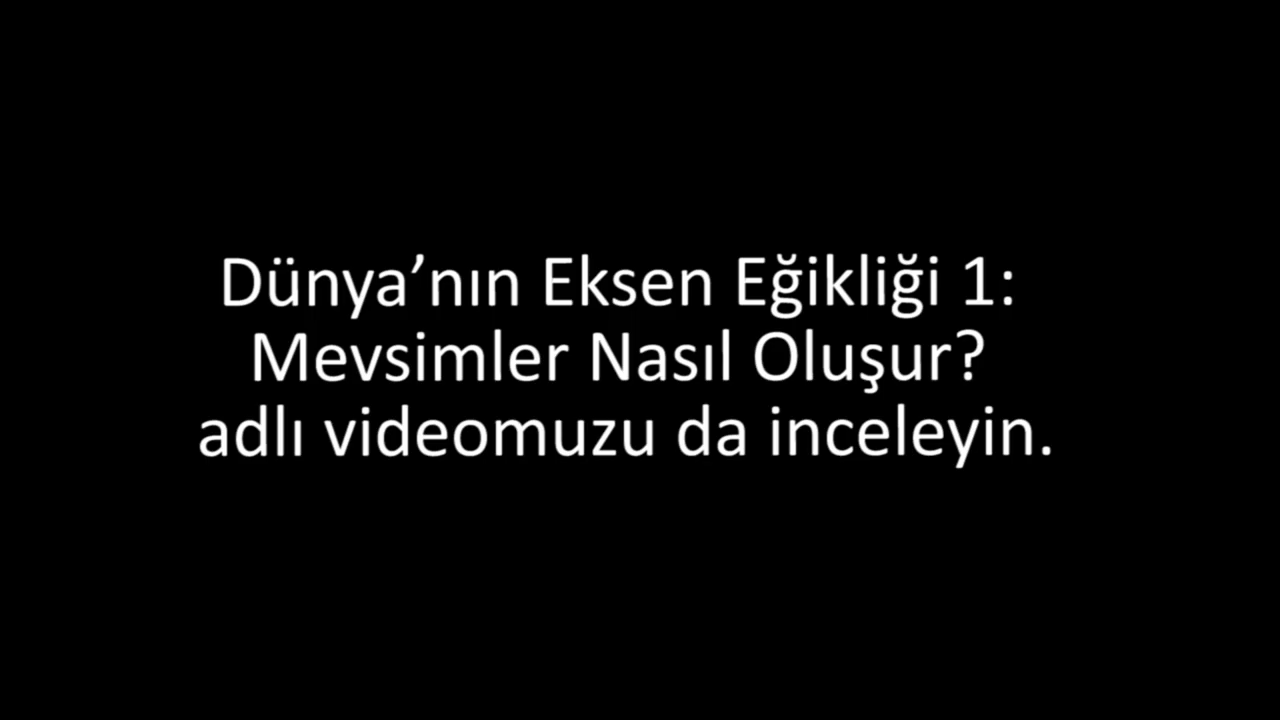 Dünya’nın Eksen Eğikliği 1:
Mevsimler Nasıl Oluşur?
adlı videomuzu da inceleyin.